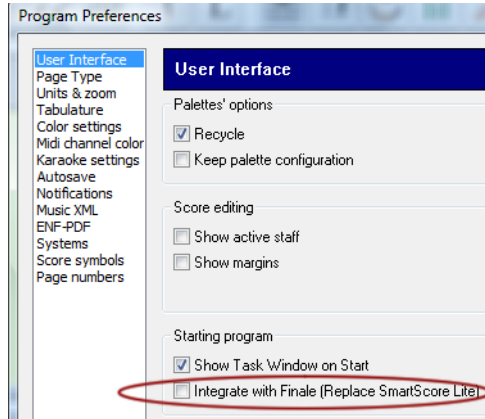 Program Preferences
User Interface
Page Type
Units & zoom
Tabulature
Color settings
Midi channel color
Karaoke settings
Autosave
Notifications
Music XML
ENF-PDF
Systems
Score symbols
Page numbers
User Interface
Palettes' options
Recycle
Keep palette configuration
Score editing
Show active staff
Show margins
Starting program
Show Task Window on Start
Integrate with Finale (Replace SmartScore Lite)